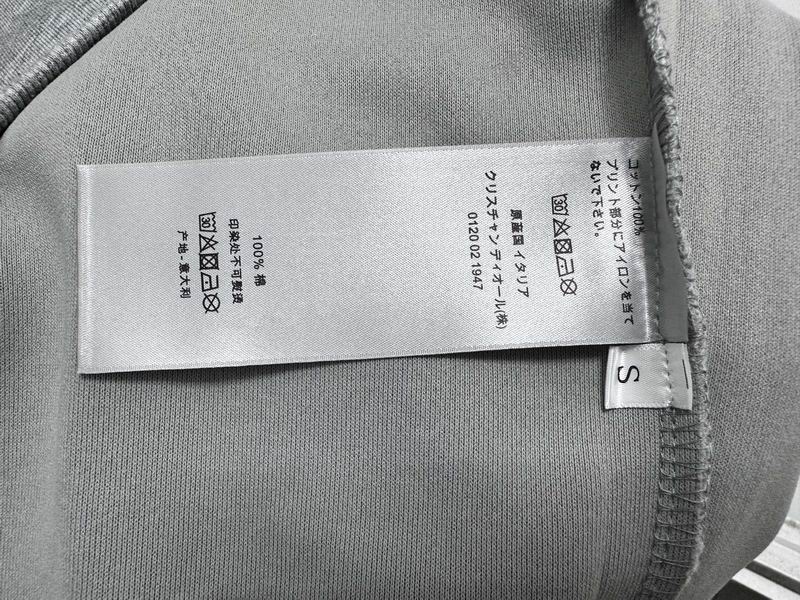 コットン100%
プリント部分にアイロンを当て
ないで下さい。
30
原産国 イタリア
クリスチャン ディオール(株)
0120 02 1947
100% 棉
印染处不可熨烫
30
产地 - 意大利
S